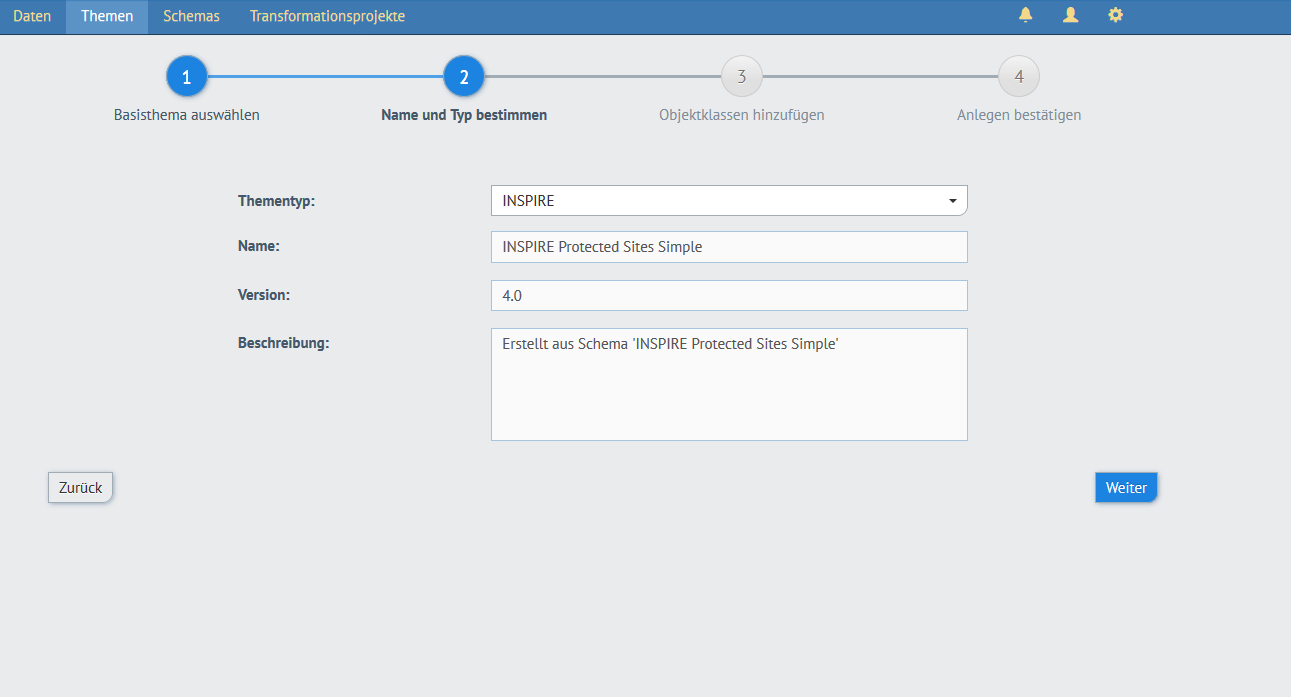 Daten Themen Schemas Transformationsprojekte
1 2 3 4
Basisthema auswählen Name und Typ bestimmen Objektklassen hinzufügen Anlegen bestätigen
Thementyp: INSPIRE
Name: INSPIRE Protected Sites Simple
Version: 4.0
Beschreibung: Erstellt aus Schema 'INSPIRE Protected Sites Simple'
Zurück Weiter